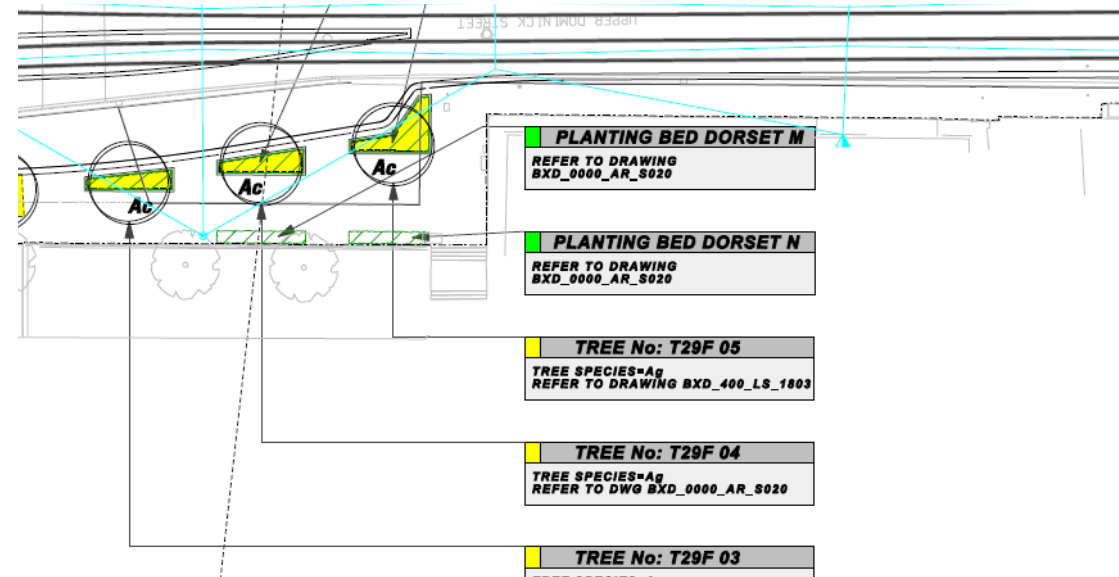 UPPER DOMINICK STREET
PLANTING BED DORSET M
REFER TO DRAWING
BXD_0000_AR_S020
Ac
Ac
Ac
PLANTING BED DORSET N
REFER TO DRAWING
BXD_0000_AR_S020
TREE No: T29F 05
TREE SPECIES=Ag
REFER TO DRAWING BXD_400_LS_1803
TREE No: T29F 04
TREE SPECIES=Ag
REFER TO DWG BXD_0000_AR_S020
TREE No: T29F 03